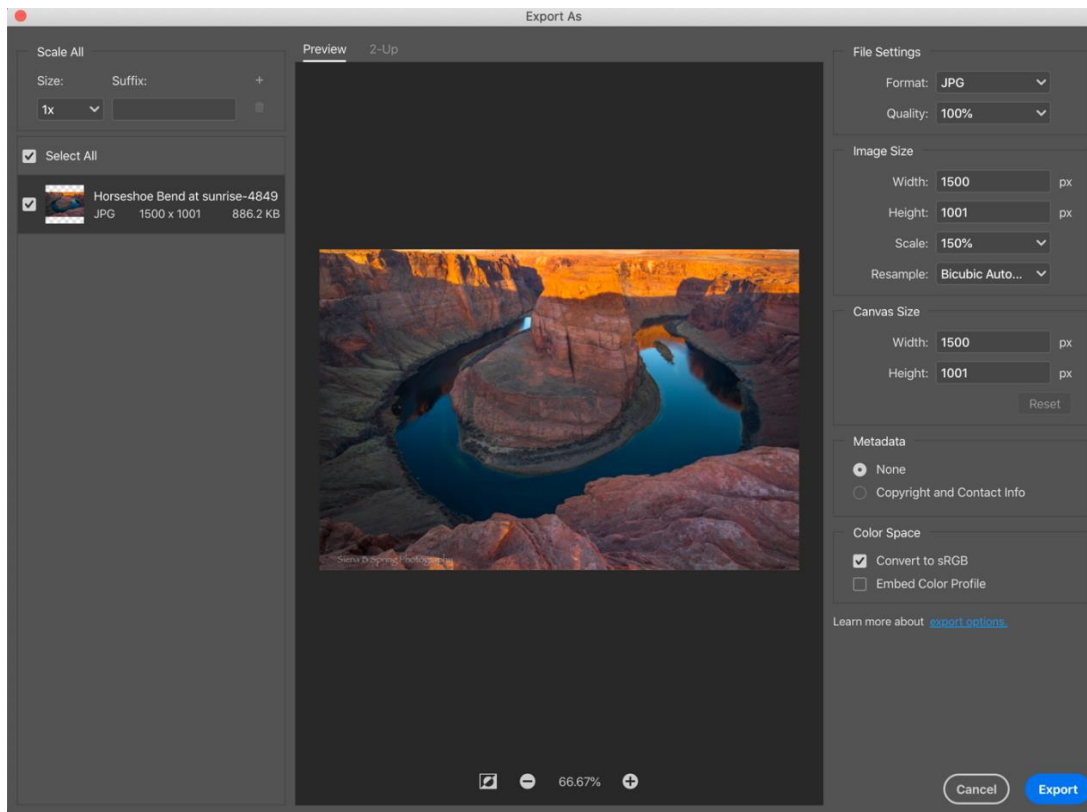 Export As
Scale All
Size: Suffix: +
1x
Select All
Horseshoe Bend at sunrise-4849
JPG 1500 x 1001 886.2 KB
Preview 2-Up
Siena B Spring Photography
66.67%
File Settings
Format: JPG
Quality: 100%
Image Size
Width: 1500 px
Height: 1001 px
Scale: 150%
Resample: Bicubic Auto...
Canvas Size
Width: 1500 px
Height: 1001 px
Reset
Metadata
None
Copyright and Contact Info
Color Space
Convert to sRGB
Embed Color Profile
Learn more about export options.
Cancel Export